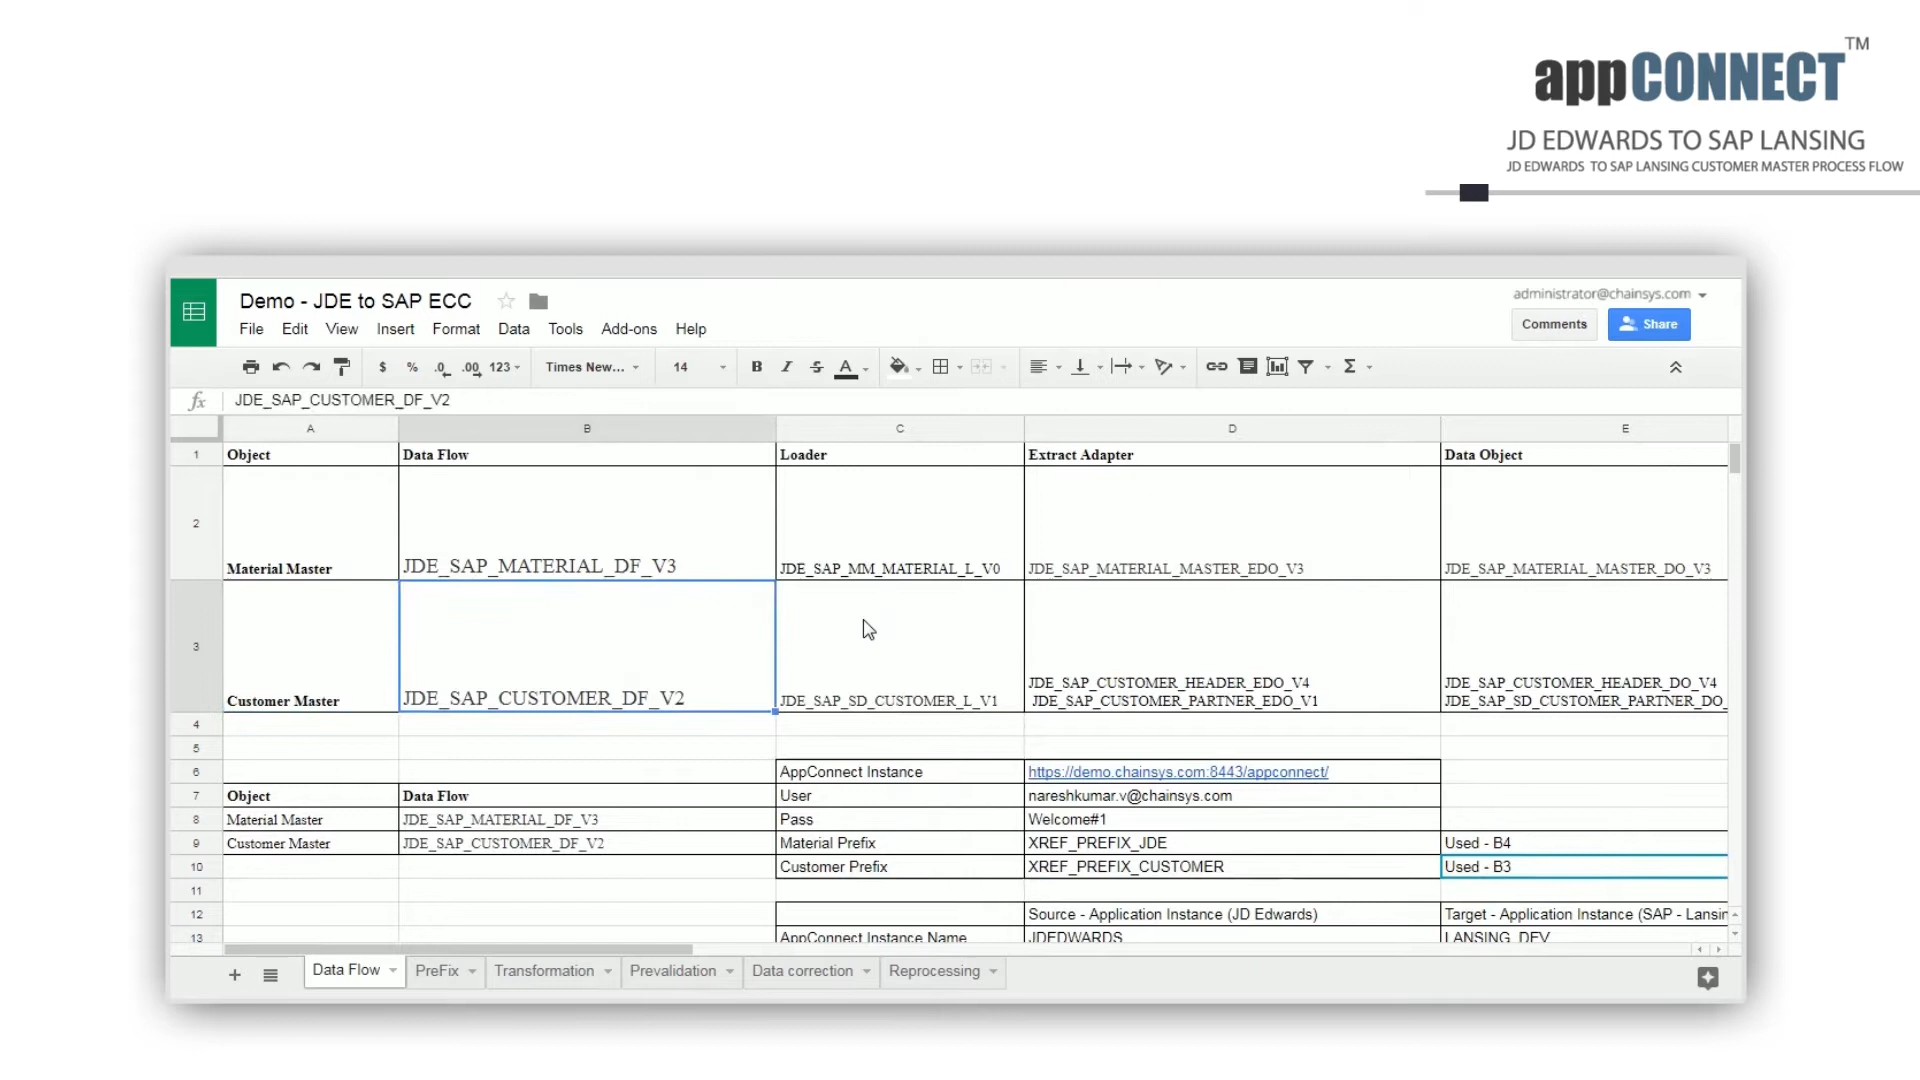 appCONNECT™
JD EDWARDS TO SAP LANSING
JD EDWARDS TO SAP LANSING CUSTOMER MASTER PROCESS FLOW
Demo - JDE to SAP ECC
administrator@chainsys.com
File Edit View Insert Format Data Tools Add-ons Help
Comments Share
$ % .0 .00 123 Times New... 14 B I S A Σ
fx JDE_SAP_CUSTOMER_DF_V2
A B C D E
1 Object Data Flow Loader Extract Adapter Data Object
2 Material Master JDE_SAP_MATERIAL_DF_V3 JDE_SAP_MM_MATERIAL_L_V0 JDE_SAP_MATERIAL_MASTER_EDO_V3 JDE_SAP_MATERIAL_MASTER_DO_V3
JDE_SAP_CUSTOMER_HEADER_EDO_V4 JDE_SAP_CUSTOMER_HEADER_DO_V4
3 Customer Master JDE_SAP_CUSTOMER_DF_V2 JDE_SAP_SD_CUSTOMER_L_V1 JDE_SAP_CUSTOMER_PARTNER_EDO_V1 JDE_SAP_SD_CUSTOMER_PARTNER_DO_
4
5
6 AppConnect Instance https://demo.chainsys.com:8443/appconnect/
7 Object Data Flow User nareshkumar.v@chainsys.com
8 Material Master JDE_SAP_MATERIAL_DF_V3 Pass Welcome#1
9 Customer Master JDE_SAP_CUSTOMER_DF_V2 Material Prefix XREF_PREFIX_JDE Used - B4
10 Customer Prefix XREF_PREFIX_CUSTOMER Used - B3
11
12 Source - Application Instance (JD Edwards) Target - Application Instance (SAP - Lansin
13 AppConnect Instance Name JDEDWARDS LANSING_DEV
+ Data Flow PreFix Transformation Prevalidation Data correction Reprocessing